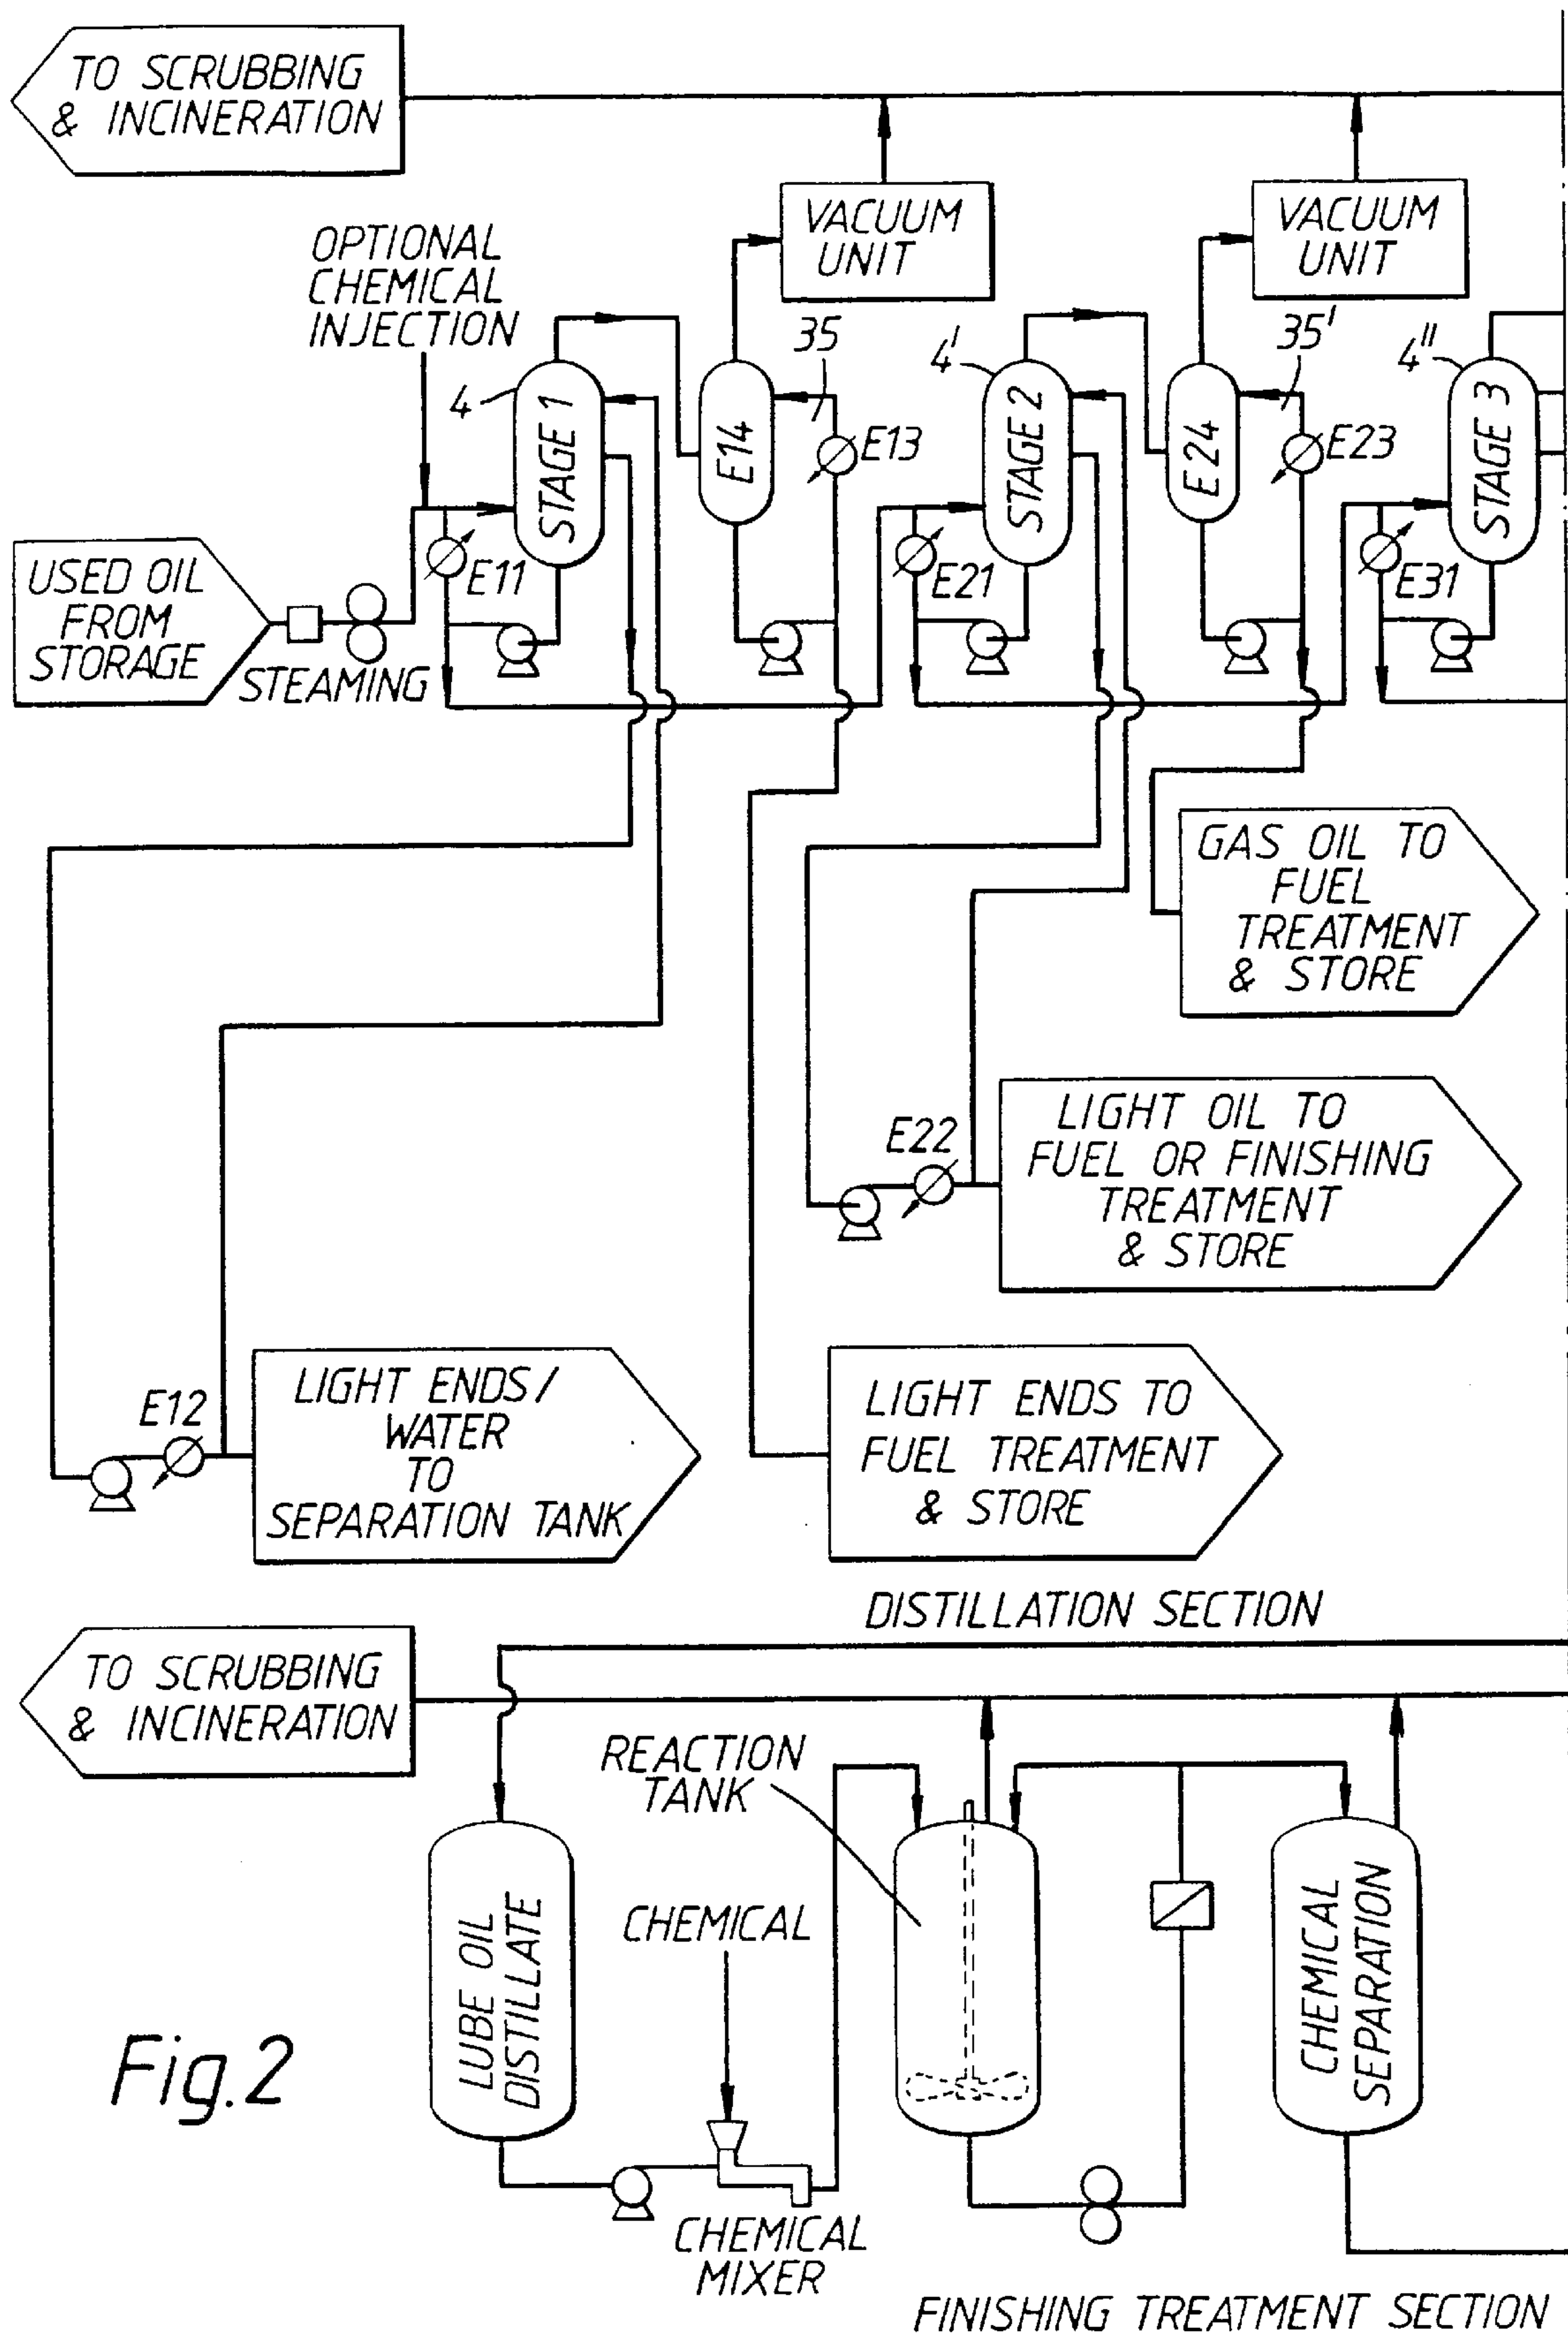 TO SCRUBBING
& INCINERATION
VACUUM
UNIT
VACUUM
UNIT
OPTIONAL
CHEMICAL
INJECTION
4
STAGE 1
E14
35
E13
4'
STAGE 2
E24
35'
E23
4"
STAGE 3
E11
E21
E31
USED OIL
FROM
STORAGE
STEAMING
GAS OIL TO
FUEL
TREATMENT
& STORE
E22
LIGHT OIL TO
FUEL OR FINISHING
TREATMENT
& STORE
E12
LIGHT ENDS/
WATER
TO
SEPARATION TANK
LIGHT ENDS TO
FUEL TREATMENT
& STORE
DISTILLATION SECTION
TO SCRUBBING
& INCINERATION
REACTION
TANK
LUBE OIL
DISTILLATE
CHEMICAL
CHEMICAL
SEPARATION
Fig.2
CHEMICAL
MIXER
FINISHING TREATMENT SECTION